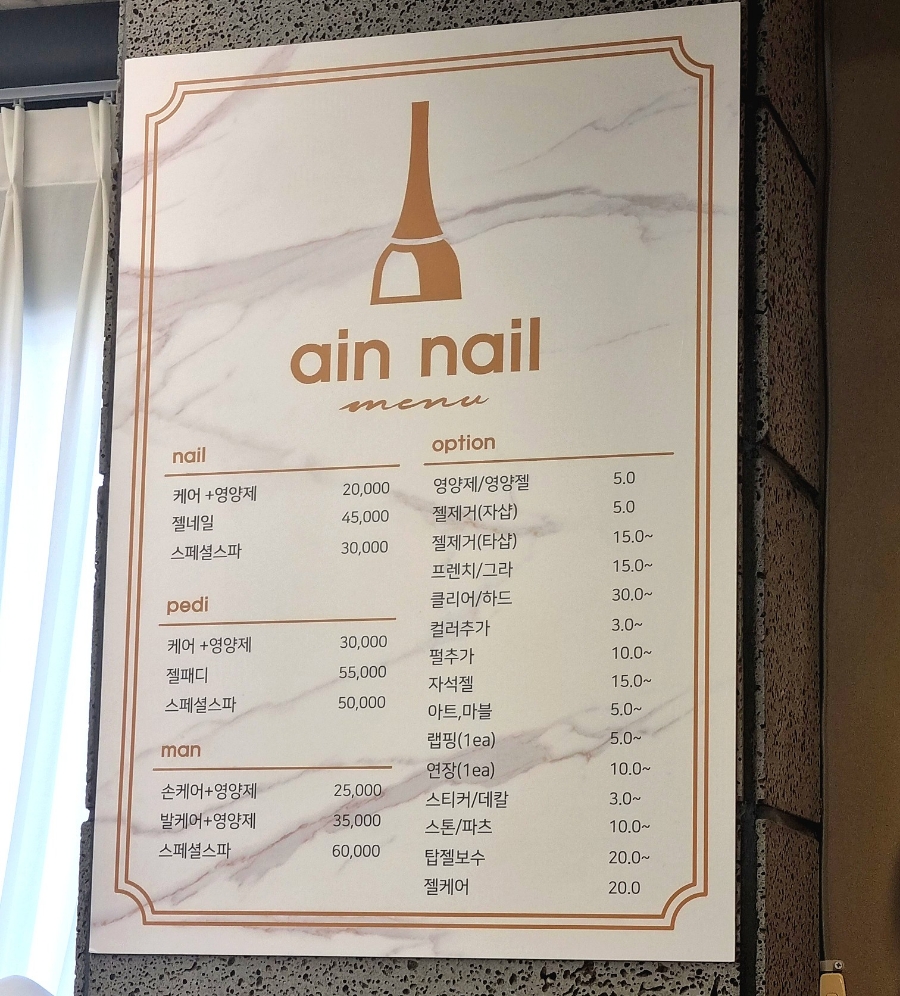 ain nail
menu
nail
케어 +영양제 20,000
젤네일 45,000
스페셜스파 30,000
pedi
케어 +영양제 30,000
젤패디 55,000
스페셜스파 50,000
man
손케어+영양제 25,000
발케어+영양제 35,000
스페셜스파 60,000
option
영양제/영양젤 5.0
젤제거(자샵) 5.0
젤제거(타샵) 15.0~
프렌치/그라 15.0~
클리어/하드 30.0~
컬러추가 3.0~
펄추가 10.0~
자석젤 15.0~
아트,마블 5.0~
랩핑(1ea) 5.0~
연장(1ea) 10.0~
스티커/데칼 3.0~
스톤/파츠 10.0~
탑젤보수 20.0~
젤케어 20.0